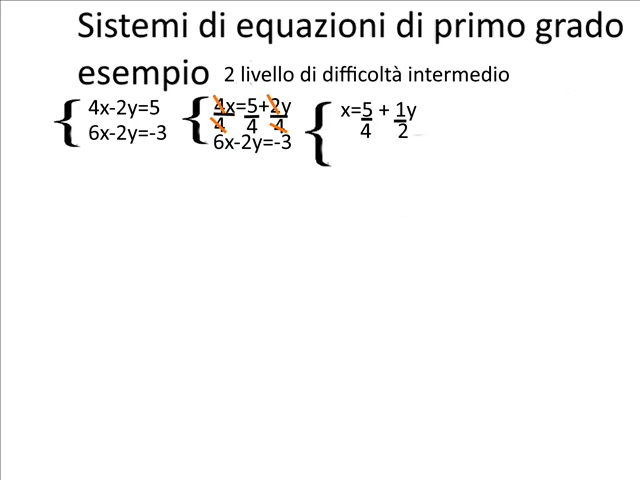 Sistemi di equazioni di primo grado
esempio 2 livello di difficoltà intermedio
4x-2y=5
6x-2y=-3
4x=5+2y
4 4 4
6x-2y=-3
x=5 + 1y
4 2